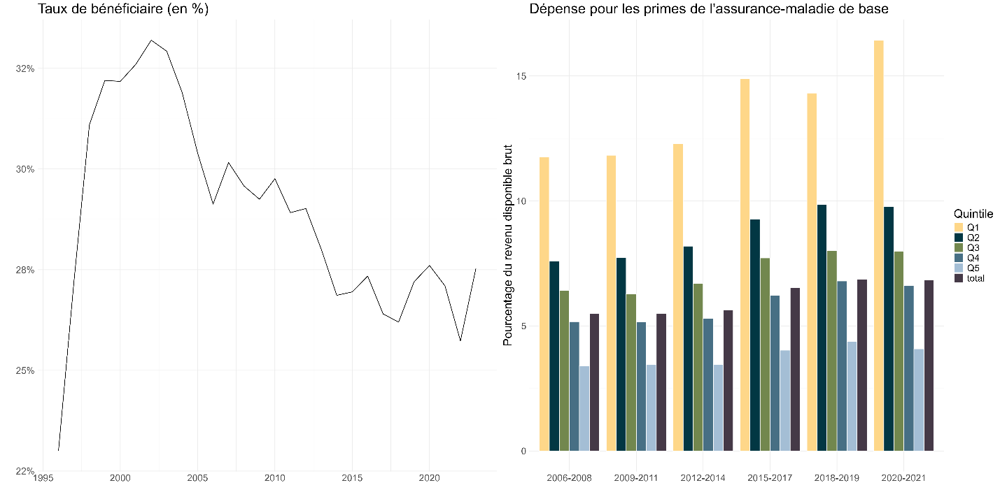 Taux de bénéficiaire (en %)
32%
30%
28%
25%
22%
1995
2000
2005
2010
2015
2020
Dépense pour les primes de l'assurance-maladie de base
Pourcentage du revenu disponible brut
15
10
5
0
2006-2008
2009-2011
2012-2014
2015-2017
2018-2019
2020-2021
Quintile
Q1
Q2
Q3
Q4
Q5
total